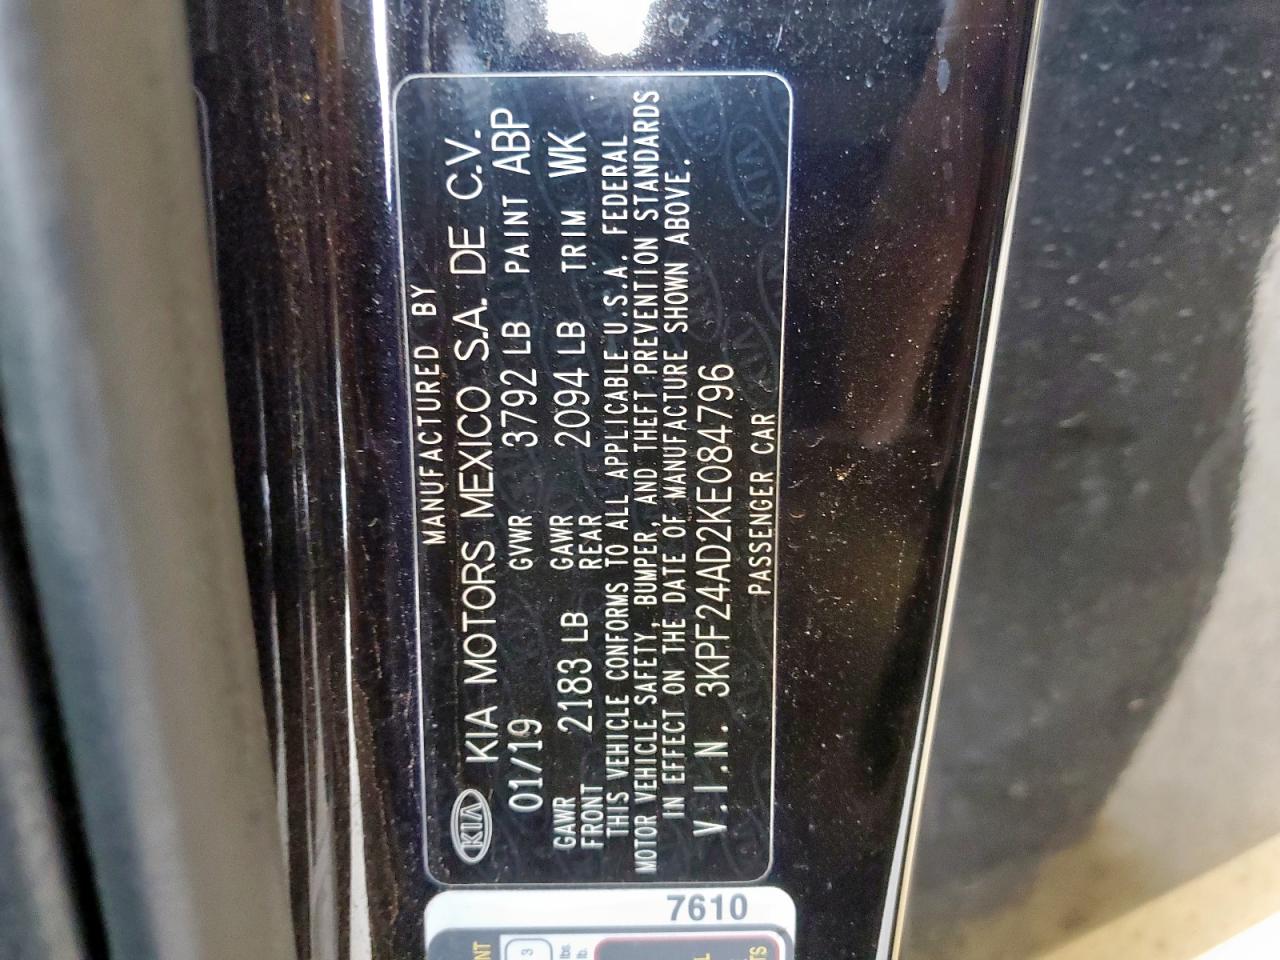 MANUFACTURED BY
KIA KIA MOTORS MEXICO S.A. DE C.V.
01/19 GVWR 3792 LB PAINT ABP
GAWR FRONT 2183 LB GAWR REAR 2094 LB TRIM WK
THIS VEHICLE CONFORMS TO ALL APPLICABLE U.S.A. FEDERAL
MOTOR VEHICLE SAFETY, BUMPER, AND THEFT PREVENTION STANDARDS
IN EFFECT ON THE DATE OF MANUFACTURE SHOWN ABOVE.
V.I.N. 3KPF24AD2KE084796
PASSENGER CAR
7610